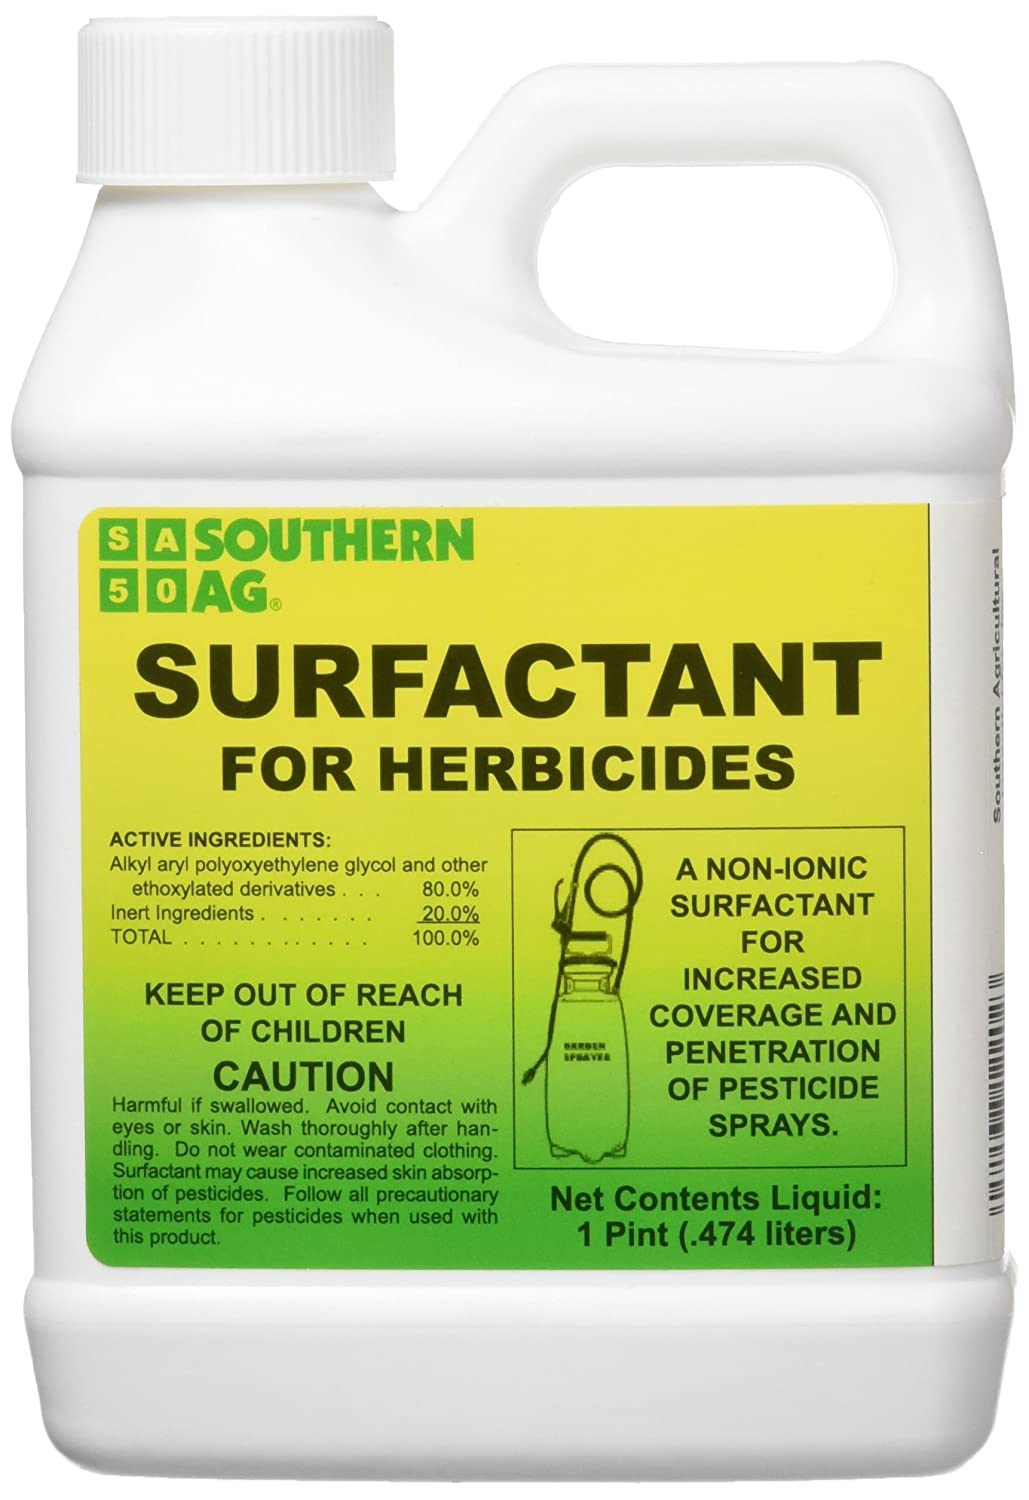 SA SOUTHERN
50 AG®
SURFACTANT
FOR HERBICIDES
ACTIVE INGREDIENTS:
Alkyl aryl polyoxyethylene glycol and other
ethoxylated derivatives . . . 80.0%
Inert Ingredients . . . . . . . 20.0%
TOTAL . . . . . . . . . . . . 100.0%
KEEP OUT OF REACH
OF CHILDREN
CAUTION
Harmful if swallowed. Avoid contact with
eyes or skin. Wash thoroughly after han-
dling. Do not wear contaminated clothing.
Surfactant may cause increased skin absorp-
tion of pesticides. Follow all precautionary
statements for pesticides when used with
this product.
GARDEN
SPRAYER
A NON-IONIC
SURFACTANT
FOR
INCREASED
COVERAGE AND
PENETRATION
OF PESTICIDE
SPRAYS.
Net Contents Liquid:
1 Pint (.474 liters)
Southern Agricultural